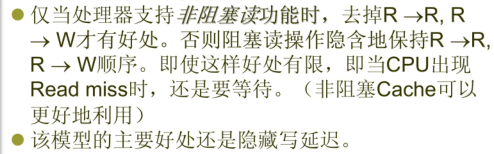 ● 仅当处理器支持非阻塞读功能时，去掉R →R, R
→ W才有好处。否则阻塞读操作隐含地保持R →R,
R → W顺序。即使这样好处有限，即当CPU出现
Read miss时，还是要等待。（非阻塞Cache可以
更好地利用）
● 该模型的主要好处还是隐藏写延迟。